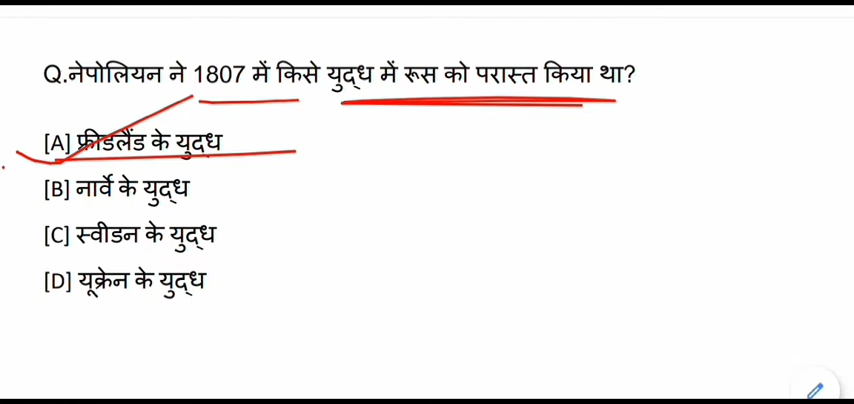 Q.नेपोलियन ने 1807 में किसे युद्ध में रूस को परास्त किया था?
[A] फ्रीडलैंड के युद्ध
[B] नार्वे के युद्ध
[C] स्वीडन के युद्ध
[D] यूक्रेन के युद्ध